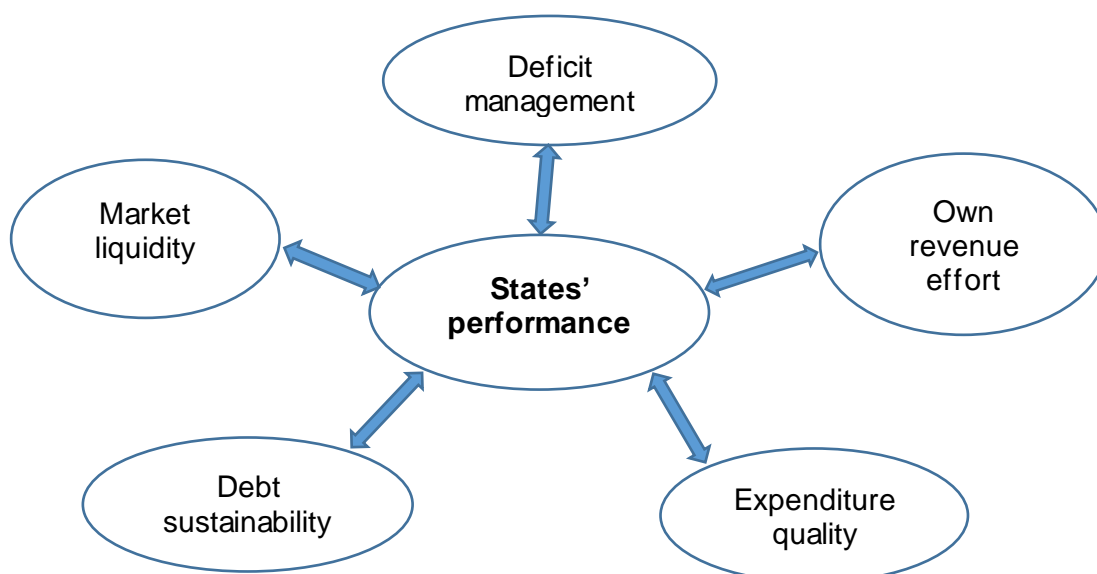 Deficit
management
Market
liquidity
Own
revenue
effort
States’
performance
Debt
sustainability
Expenditure
quality